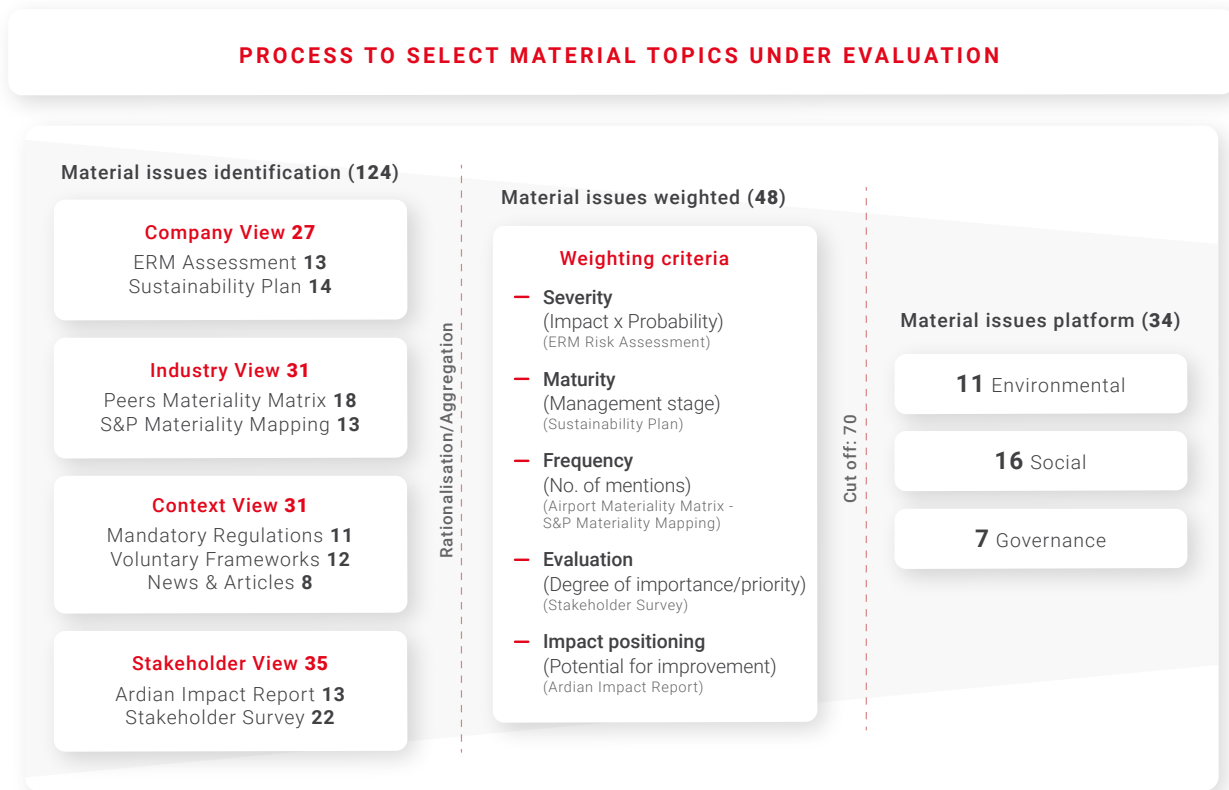 PROCESS TO SELECT MATERIAL TOPICS UNDER EVALUATION
Material issues identification (124)
Company View 27
ERM Assessment 13
Sustainability Plan 14
Industry View 31
Peers Materiality Matrix 18
S&P Materiality Mapping 13
Context View 31
Mandatory Regulations 11
Voluntary Frameworks 12
News & Articles 8
Stakeholder View 35
Ardian Impact Report 13
Stakeholder Survey 22
Rationalisation/Aggregation
Material issues weighted (48)
Weighting criteria
— Severity
(Impact x Probability)
(ERM Risk Assessment)
— Maturity
(Management stage)
(Sustainability Plan)
— Frequency
(No. of mentions)
(Airport Materiality Matrix -
S&P Materiality Mapping)
— Evaluation
(Degree of importance/priority)
(Stakeholder Survey)
— Impact positioning
(Potential for improvement)
(Ardian Impact Report)
Cut off: 70
Material issues platform (34)
11 Environmental
16 Social
7 Governance